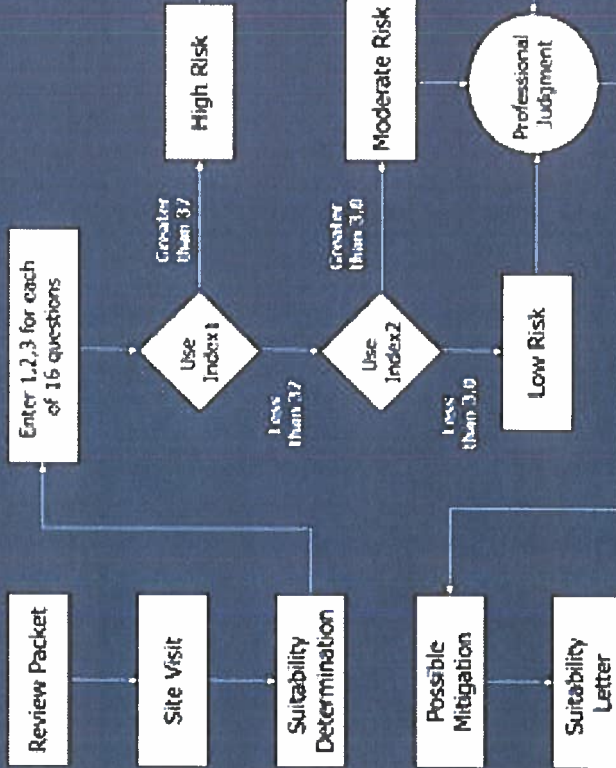 Review Packet
Site Visit
Suitability
Determination
Enter 1,2,3 for each
of 16 questions
Use
Index1
Greater
than 37
High Risk
Less
than 37
Use
Index2
Greater
than 3.0
Moderate Risk
Less
than 3.0
Low Risk
Professional
Judgment
Possible
Mitigation
Suitability
Letter